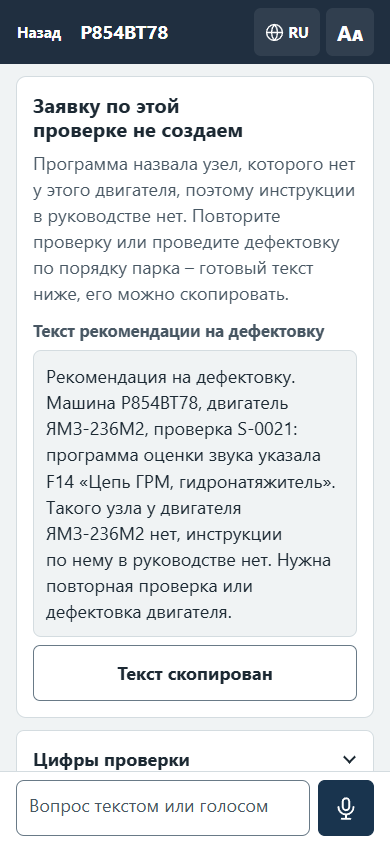 Назад
Р854ВТ78
RU
Aᴀ
Заявку по этой
проверке не создаем
Программа назвала узел, которого нет
у этого двигателя, поэтому инструкции
в руководстве нет. Повторите
проверку или проведите дефектовку
по порядку парка – готовый текст
ниже, его можно скопировать.
Текст рекомендации на дефектовку
Рекомендация на дефектовку.
Машина Р854ВТ78, двигатель
ЯМЗ-236М2, проверка S-0021:
программа оценки звука указала
F14 «Цепь ГРМ, гидронатяжитель».
Такого узла у двигателя
ЯМЗ-236М2 нет, инструкции
по нему в руководстве нет. Нужна
повторная проверка или
дефектовка двигателя.
Текст скопирован
Цифры проверки
Вопрос текстом или голосом